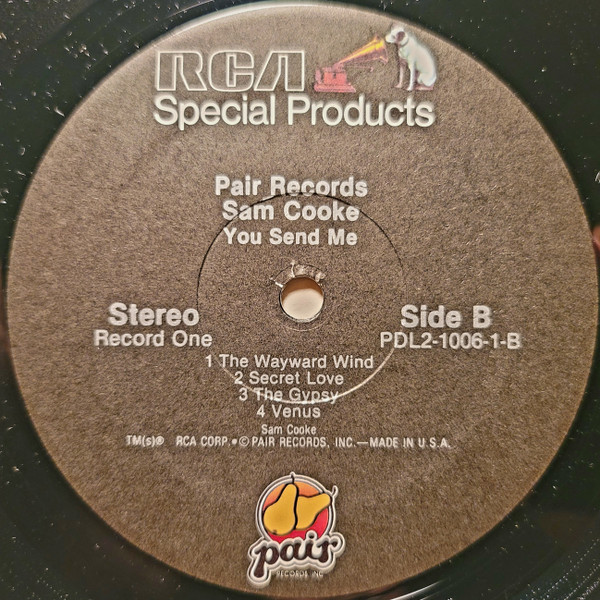 RCA
Special Products
Pair Records
Sam Cooke
You Send Me
Stereo
Side B
Record One
PDL2-1006-1-B
1 The Wayward Wind
2 Secret Love
3 The Gypsy
4 Venus
Sam Cooke
TM(s)® RCA CORP. • © PAIR RECORDS, INC.—MADE IN U.S.A.
pair
RECORDS INC